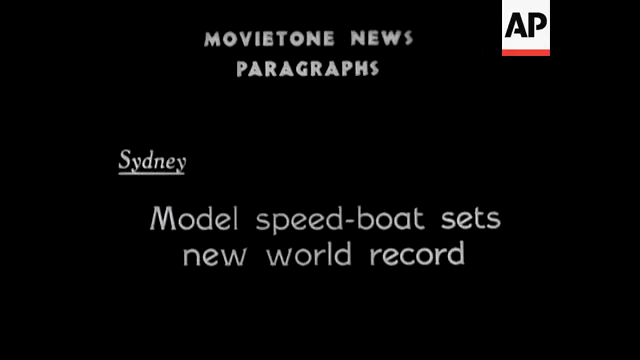 MOVIETONE NEWS
PARAGRAPHS
AP
Sydney
Model speed-boat sets
new world record